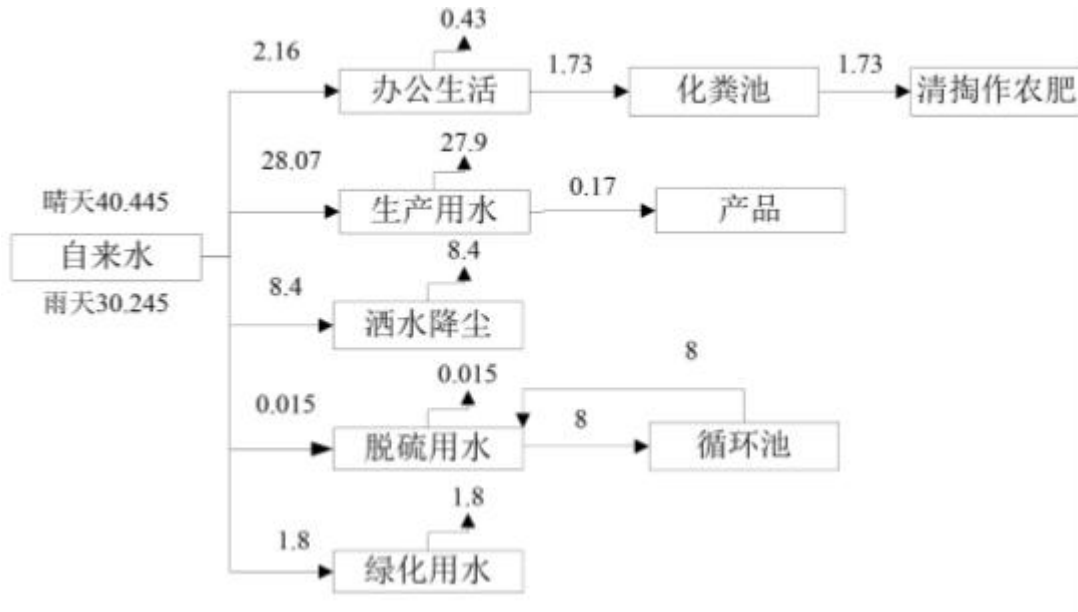 0.43
2.16
1.73
1.73
办公生活
化粪池
清掏作农肥
27.9
28.07
0.17
晴天40.445
生产用水
产品
自来水
8.4
雨天30.245
8.4
洒水降尘
8
0.015
0.015
8
脱硫用水
循环池
1.8
1.8
绿化用水